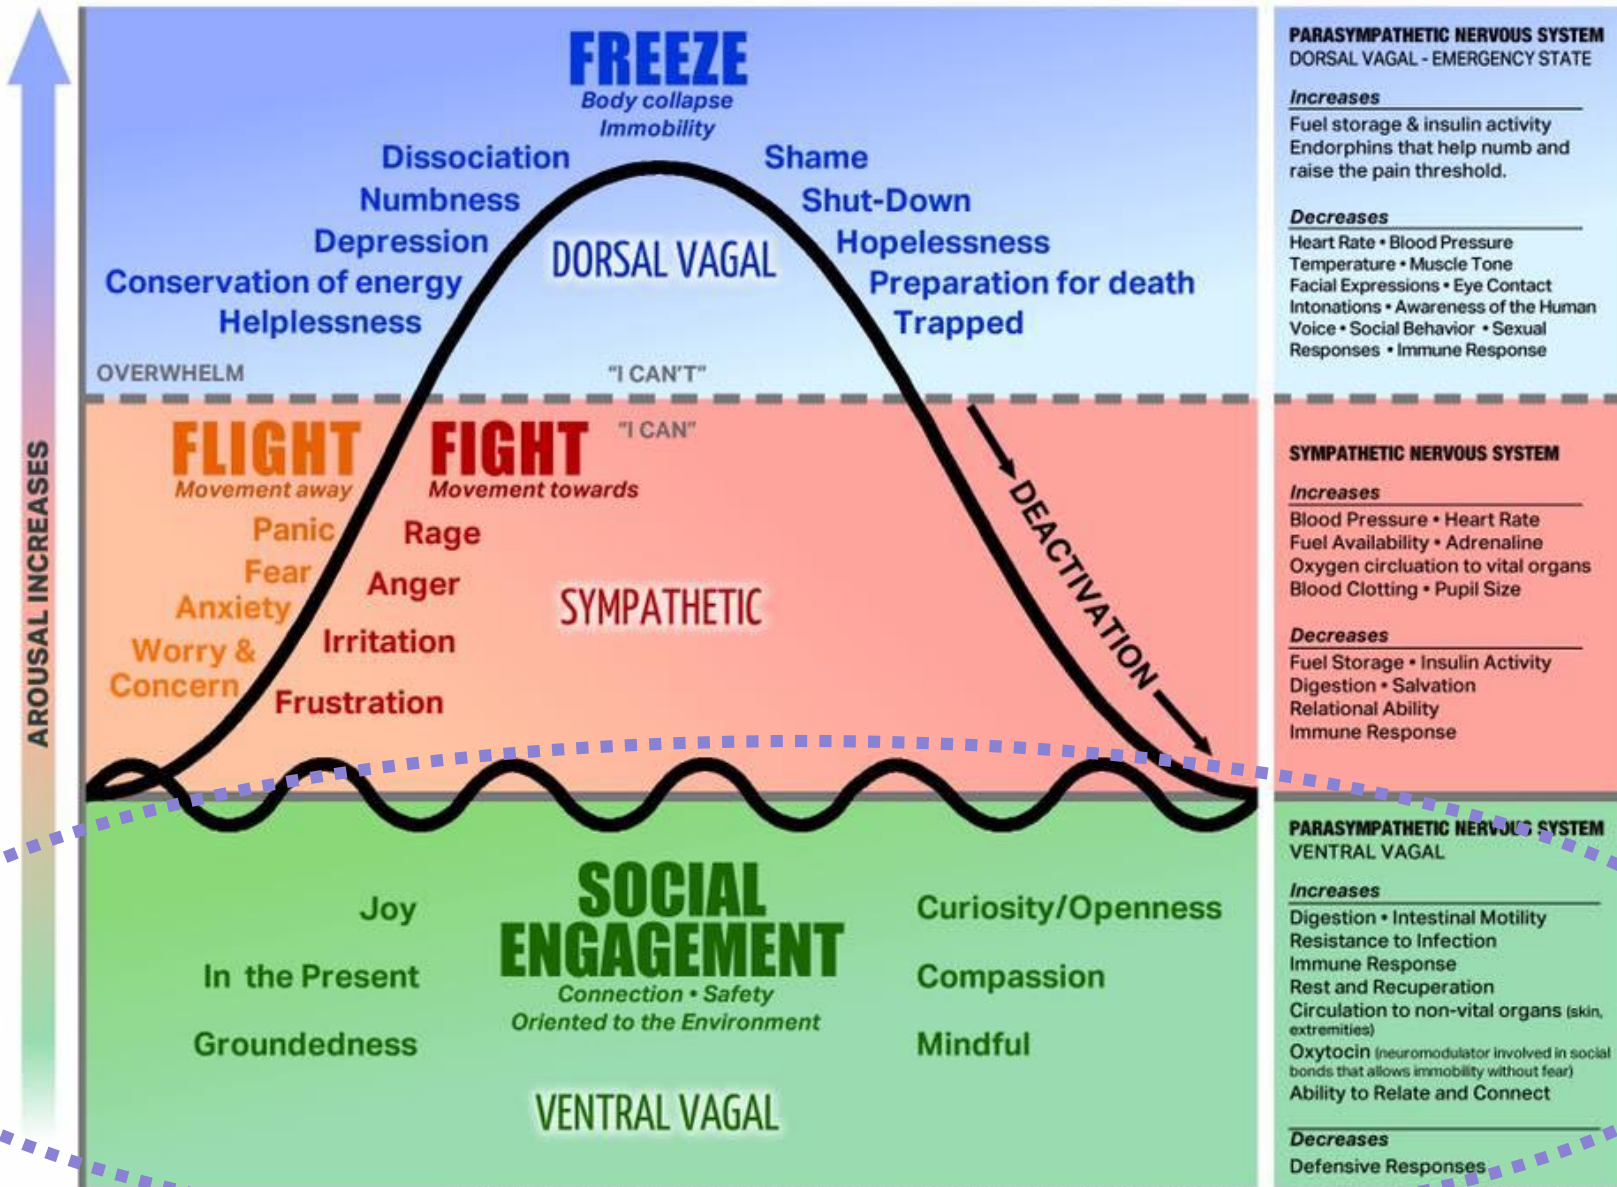 AROUSAL INCREASES
FREEZE
Body collapse
Immobility
Dissociation
Numbness
Depression
Conservation of energy
Helplessness
DORSAL VAGAL
Shame
Shut-Down
Hopelessness
Preparation for death
Trapped
OVERWHELM
"I CAN'T"
"I CAN"
FLIGHT
Movement away
Panic
Fear
Anxiety
Worry &
Concern
FIGHT
Movement towards
Rage
Anger
Irritation
Frustration
SYMPATHETIC
DEACTIVATION
SOCIAL
ENGAGEMENT
Connection • Safety
Oriented to the Environment
Joy
In the Present
Groundedness
Curiosity/Openness
Compassion
Mindful
VENTRAL VAGAL
PARASYMPATHETIC NERVOUS SYSTEM
DORSAL VAGAL - EMERGENCY STATE
Increases
Fuel storage & insulin activity
Endorphins that help numb and
raise the pain threshold.
Decreases
Heart Rate • Blood Pressure
Temperature • Muscle Tone
Facial Expressions • Eye Contact
Intonations • Awareness of the Human
Voice • Social Behavior • Sexual
Responses • Immune Response
SYMPATHETIC NERVOUS SYSTEM
Increases
Blood Pressure • Heart Rate
Fuel Availability • Adrenaline
Oxygen circluation to vital organs
Blood Clotting • Pupil Size
Decreases
Fuel Storage • Insulin Activity
Digestion • Salvation
Relational Ability
Immune Response
PARASYMPATHETIC NERVOUS SYSTEM
VENTRAL VAGAL
Increases
Digestion • Intestinal Motility
Resistance to Infection
Immune Response
Rest and Recuperation
Circulation to non-vital organs (skin,
extremities)
Oxytocin (neuromodulator involved in social
bonds that allows immobility without fear)
Ability to Relate and Connect
Decreases
Defensive Responses